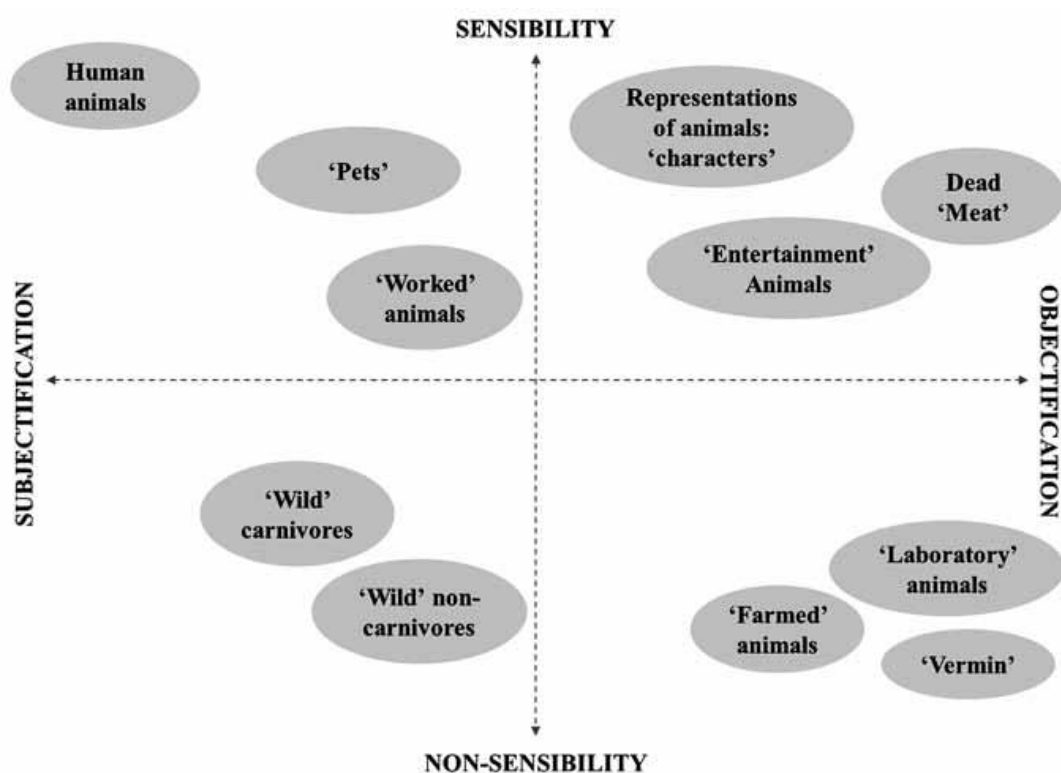 SENSIBILITY
Human
animals
Representations
of animals:
‘characters’
‘Pets’
Dead
‘Meat’
‘Entertainment’
Animals
‘Worked’
animals
SUBJECTIFICATION
OBJECTIFICATION
‘Wild’
carnivores
‘Wild’ non-
carnivores
‘Laboratory’
animals
‘Farmed’
animals
‘Vermin’
NON-SENSIBILITY